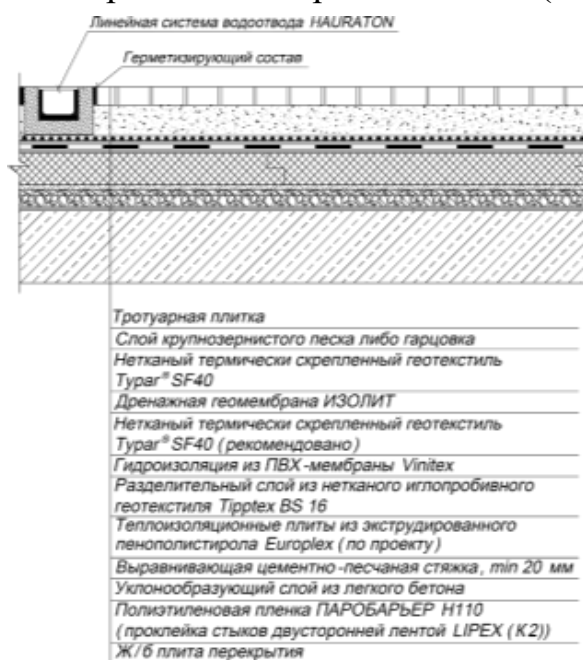 Линейная система водоотвода HAURATON
Герметизирующий состав
Тротуарная плитка
Слой крупнозернистого песка либо гарцовка
Нетканый термически скрепленный геотекстиль
Typar® SF40
Дренажная геомембрана ИЗОЛИТ
Нетканый термически скрепленный геотекстиль
Typar® SF40 (рекомендовано)
Гидроизоляция из ПВХ-мембраны Vinitex
Разделительный слой из нетканого иглопробивного
геотекстиля Tipptex BS 16
Теплоизоляционные плиты из экструдированного
пенополистирола Europlex (по проекту)
Выравнивающая цементно-песчаная стяжка, min 20 мм
Уклонообразующий слой из легкого бетона
Полиэтиленовая пленка ПАРОБАРЬЕР Н110
(проклейка стыков двусторонней лентой LIPEX (К2))
Ж/б плита перекрытия